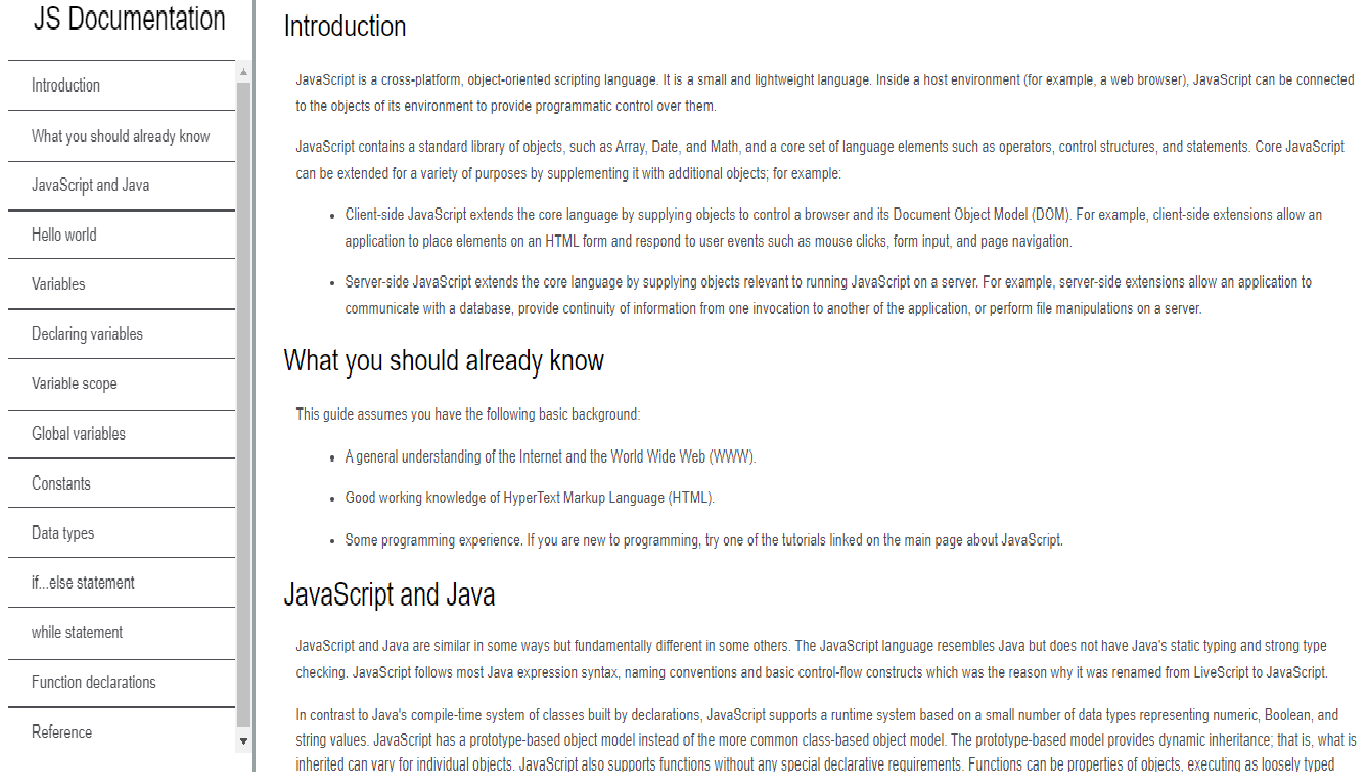 JS Documentation
Introduction
What you should already know
JavaScript and Java
Hello world
Variables
Declaring variables
Variable scope
Global variables
Constants
Data types
if...else statement
while statement
Function declarations
Reference
Introduction
JavaScript is a cross-platform, object-oriented scripting language. It is a small and lightweight language. Inside a host environment (for example, a web browser), JavaScript can be connected
to the objects of its environment to provide programmatic control over them.
JavaScript contains a standard library of objects, such as Array, Date, and Math, and a core set of language elements such as operators, control structures, and statements. Core JavaScript
can be extended for a variety of purposes by supplementing it with additional objects; for example:
• Client-side JavaScript extends the core language by supplying objects to control a browser and its Document Object Model (DOM). For example, client-side extensions allow an
application to place elements on an HTML form and respond to user events such as mouse clicks, form input, and page navigation.
• Server-side JavaScript extends the core language by supplying objects relevant to running JavaScript on a server. For example, server-side extensions allow an application to
communicate with a database, provide continuity of information from one invocation to another of the application, or perform file manipulations on a server.
What you should already know
This guide assumes you have the following basic background:
• A general understanding of the Internet and the World Wide Web (WWW).
• Good working knowledge of HyperText Markup Language (HTML).
• Some programming experience. If you are new to programming, try one of the tutorials linked on the main page about JavaScript.
JavaScript and Java
JavaScript and Java are similar in some ways but fundamentally different in some others. The JavaScript language resembles Java but does not have Java's static typing and strong type
checking. JavaScript follows most Java expression syntax, naming conventions and basic control-flow constructs which was the reason why it was renamed from LiveScript to JavaScript.
In contrast to Java's compile-time system of classes built by declarations, JavaScript supports a runtime system based on a small number of data types representing numeric, Boolean, and
string values. JavaScript has a prototype-based object model instead of the more common class-based object model. The prototype-based model provides dynamic inheritance; that is, what is
inherited can vary for individual objects. JavaScript also supports functions without any special declarative requirements. Functions can be properties of objects, executing as loosely typed